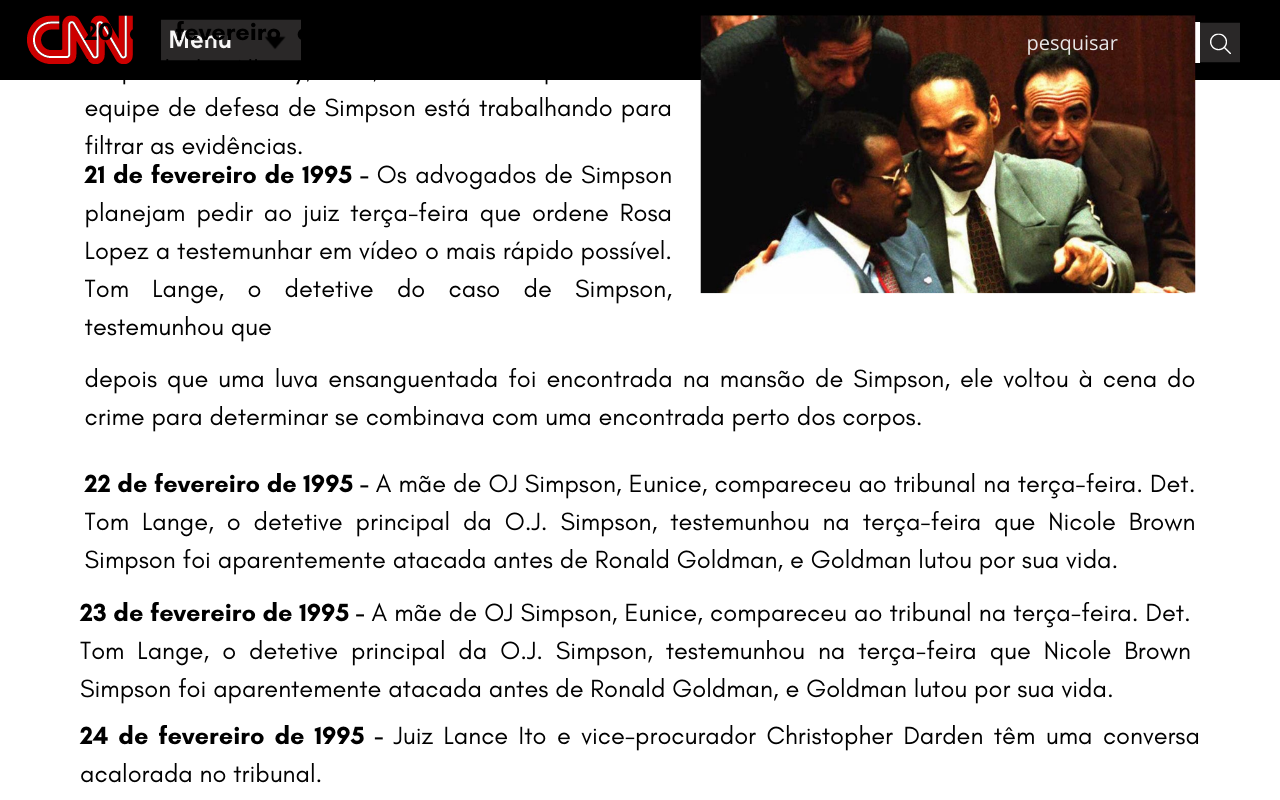 CNN
Menu
pesquisar
20
fevereiro
equipe de defesa de Simpson está trabalhando para
filtrar as evidências.
21 de fevereiro de 1995 - Os advogados de Simpson
planejam pedir ao juiz terça-feira que ordene Rosa
Lopez a testemunhar em vídeo o mais rápido possível.
Tom Lange, o detetive do caso de Simpson,
testemunhou que
depois que uma luva ensanguentada foi encontrada na mansão de Simpson, ele voltou à cena do
crime para determinar se combinava com uma encontrada perto dos corpos.
22 de fevereiro de 1995 - A mãe de OJ Simpson, Eunice, compareceu ao tribunal na terça-feira. Det.
Tom Lange, o detetive principal da O.J. Simpson, testemunhou na terça-feira que Nicole Brown
Simpson foi aparentemente atacada antes de Ronald Goldman, e Goldman lutou por sua vida.
23 de fevereiro de 1995 - A mãe de OJ Simpson, Eunice, compareceu ao tribunal na terça-feira. Det.
Tom Lange, o detetive principal da O.J. Simpson, testemunhou na terça-feira que Nicole Brown
Simpson foi aparentemente atacada antes de Ronald Goldman, e Goldman lutou por sua vida.
24 de fevereiro de 1995 - Juiz Lance Ito e vice-procurador Christopher Darden têm uma conversa
acalorada no tribunal.